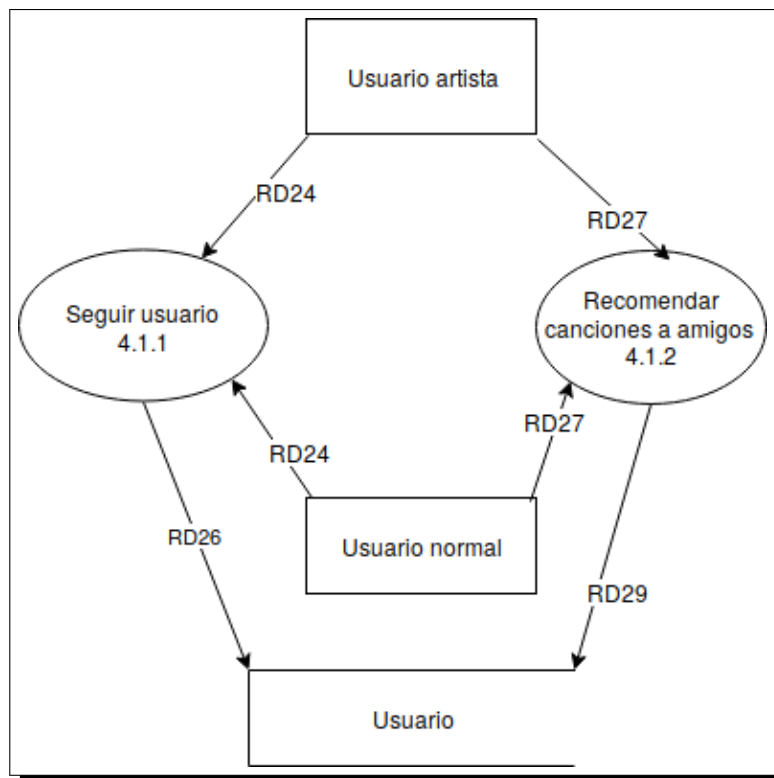 Usuario artista
RD24
RD27
Seguir usuario
4.1.1
Recomendar
canciones a amigos
4.1.2
RD24
RD27
RD26
Usuario normal
RD29
Usuario